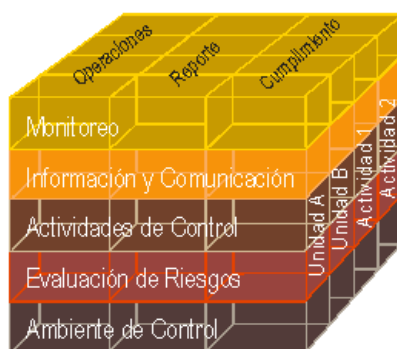 Operaciones
Reporte
Cumplimiento
Monitoreo
Información y Comunicación
Actividades de Control
Evaluación de Riesgos
Ambiente de Control
Unidad A
Unidad B
Actividad 1
Actividad 2